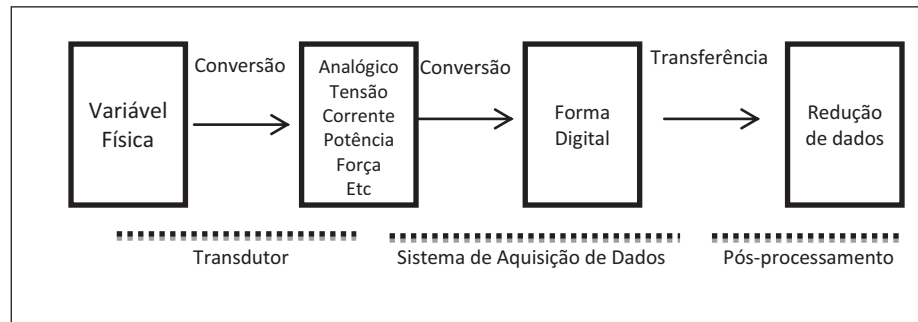 Variável
Física
Conversão
Analógico
Tensão
Corrente
Potência
Força
Etc
Conversão
Forma
Digital
Transferência
Redução
de dados
Transdutor
Sistema de Aquisição de Dados
Pós-processamento